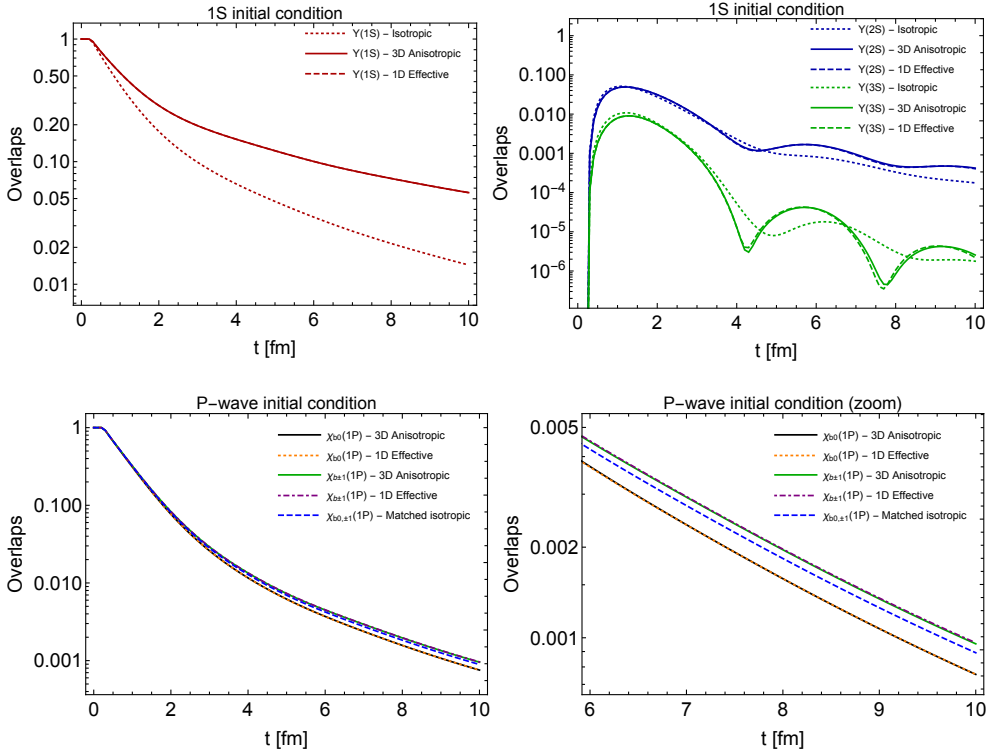 1S initial condition
Υ(1S) – Isotropic
Υ(1S) – 3D Anisotropic
Υ(1S) – 1D Effective
1
0.50
0.20
0.10
0.05
0.02
0.01
Overlaps
0 2 4 6 8 10
t [fm]
1S initial condition
Υ(2S) – Isotropic
Υ(2S) – 3D Anisotropic
Υ(2S) – 1D Effective
Υ(3S) – Isotropic
Υ(3S) – 3D Anisotropic
Υ(3S) – 1D Effective
1
0.100
0.010
0.001
10⁻⁴
10⁻⁵
10⁻⁶
Overlaps
0 2 4 6 8 10
t [fm]
P–wave initial condition
χb0(1P) – 3D Anisotropic
χb0(1P) – 1D Effective
χb±1(1P) – 3D Anisotropic
χb±1(1P) – 1D Effective
χb0,±1(1P) – Matched isotropic
1
0.100
0.010
0.001
Overlaps
0 2 4 6 8 10
t [fm]
P–wave initial condition (zoom)
χb0(1P) – 3D Anisotropic
χb0(1P) – 1D Effective
χb±1(1P) – 3D Anisotropic
χb±1(1P) – 1D Effective
χb0,±1(1P) – Matched isotropic
0.005
0.002
0.001
Overlaps
6 7 8 9 10
t [fm]